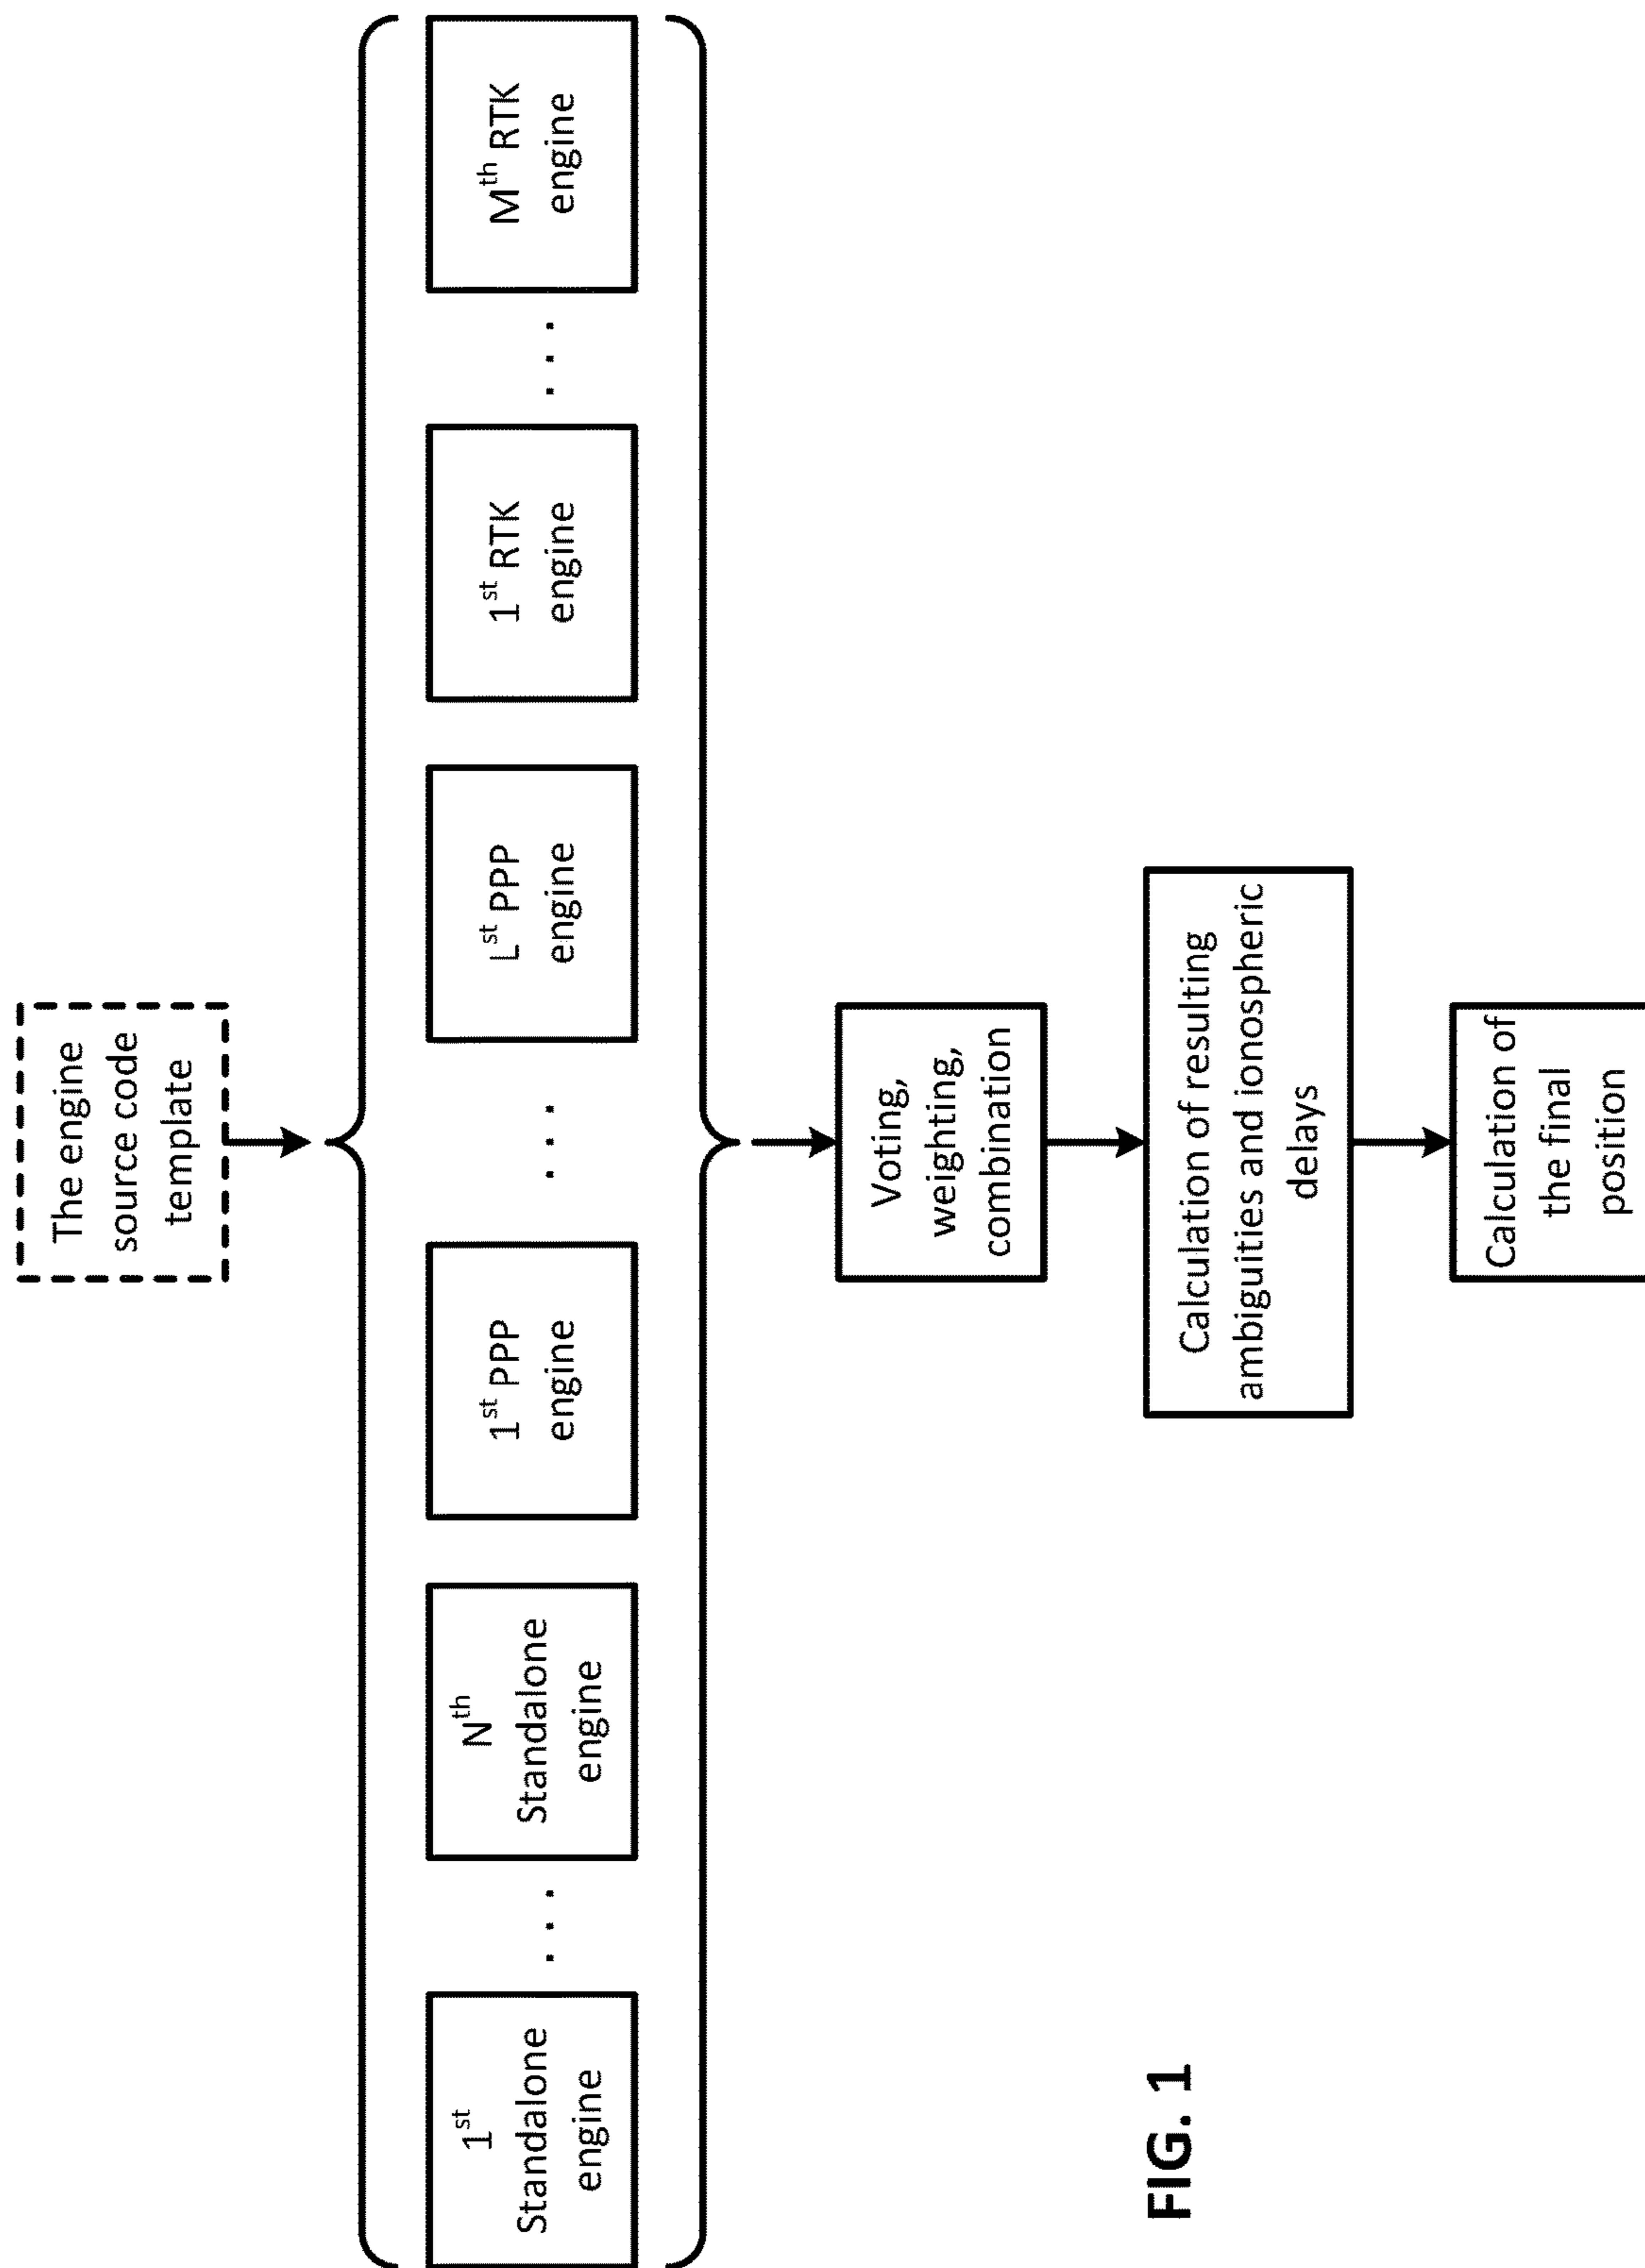 The engine
source code
template
1st
Standalone
engine
. . .
Nth
Standalone
engine
1st PPP
engine
. . .
Lst PPP
engine
1st RTK
engine
. . .
Mth RTK
engine
Voting,
weighting,
combination
Calculation of resulting
ambiguities and ionospheric
delays
Calculation of
the final
position
FIG. 1